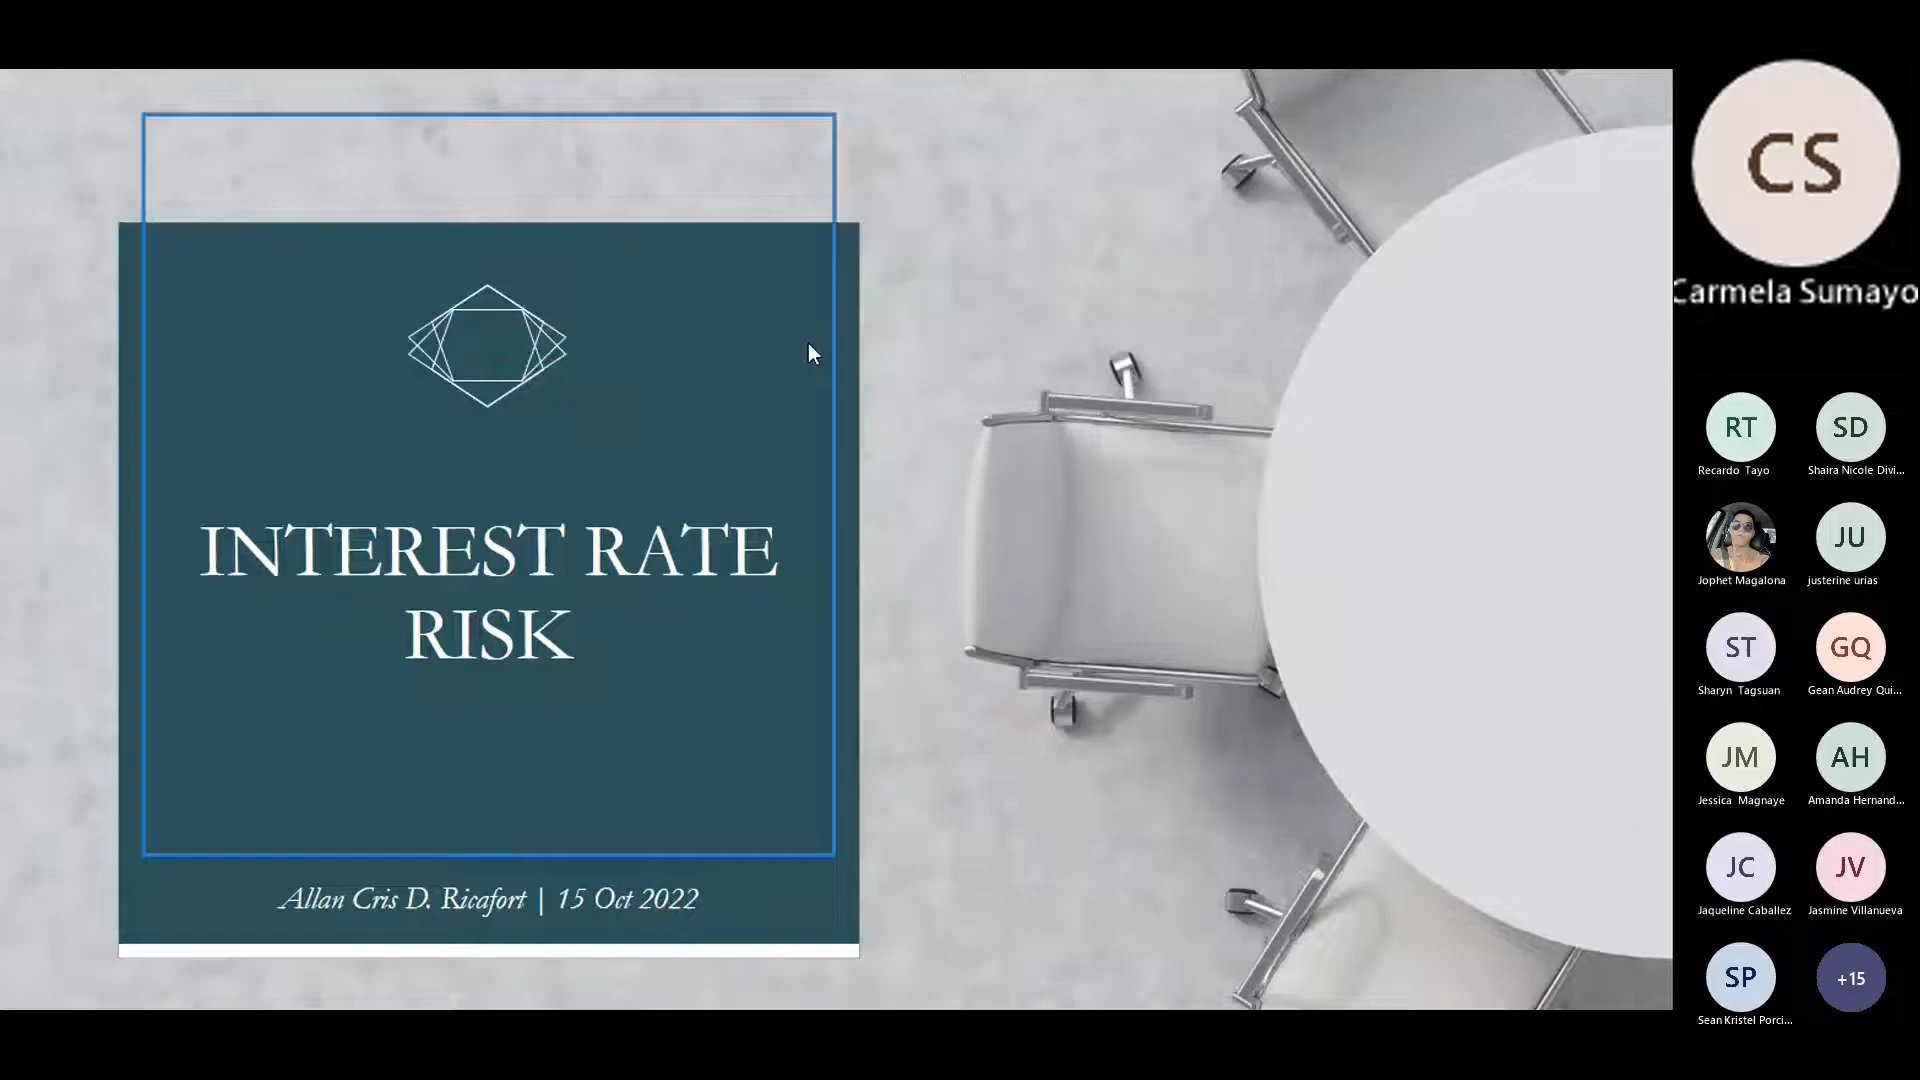 INTEREST RATE
RISK
Allan Cris D. Ricafort | 15 Oct 2022
CS
Carmela Sumayo
RT
Recardo Tayo
SD
Shaira Nicole Divi...
Jophet Magalona
JU
justerine urias
ST
Sharyn Tagsuan
GQ
Gean Audrey Qui...
JM
Jessica Magnaye
AH
Amanda Hernand...
JC
Jaqueline Caballez
JV
Jasmine Villanueva
SP
Sean Kristel Porci...
+15